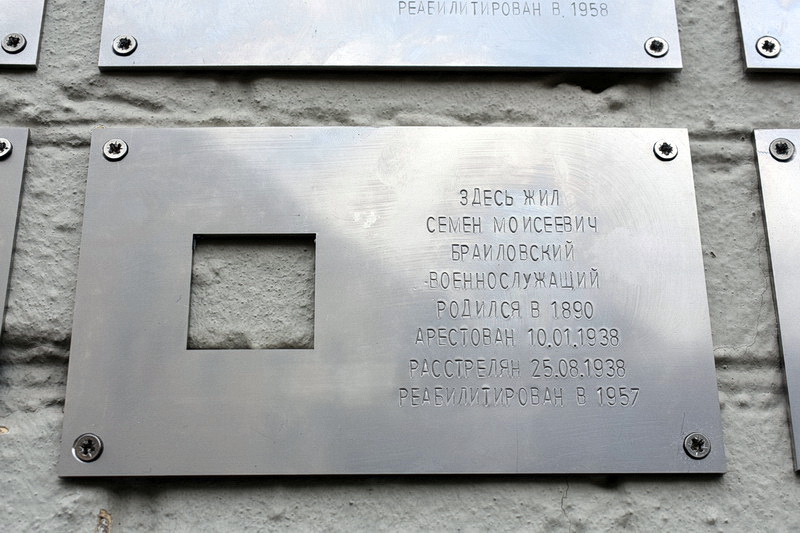 РЕАБИЛИТИРОВАН В 1958
ЗДЕСЬ ЖИЛ
СЕМЕН МОИСЕЕВИЧ
БРАИЛОВСКИЙ
ВОЕННОСЛУЖАЩИЙ
РОДИЛСЯ В 1890
АРЕСТОВАН 10.01.1938
РАССТРЕЛЯН 25.08.1938
РЕАБИЛИТИРОВАН В 1957